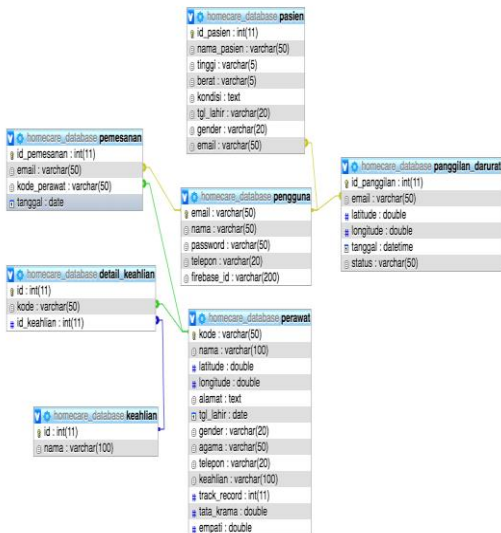 homecare_database pasien
id_pasien : int(11)
nama_pasien : varchar(50)
tinggi : varchar(5)
berat : varchar(5)
kondisi : text
tgl_lahir : varchar(20)
gender : varchar(20)
email : varchar(50)
homecare_database pemesanan
id_pemesanan : int(11)
email : varchar(50)
kode_perawat : varchar(50)
tanggal : date
homecare_database panggilan_darurat
id_panggilan : int(11)
email : varchar(50)
latitude : double
longitude : double
tanggal : datetime
status : varchar(50)
homecare_database pengguna
email : varchar(50)
nama : varchar(50)
password : varchar(50)
telepon : varchar(20)
firebase_id : varchar(200)
homecare_database detail_keahlian
id : int(11)
kode : varchar(50)
id_keahlian : int(11)
homecare_database perawat
kode : varchar(50)
nama : varchar(100)
latitude : double
longitude : double
alamat : text
tgl_lahir : date
gender : varchar(20)
agama : varchar(50)
telepon : varchar(20)
keahlian : varchar(100)
track_record : int(11)
tata_krama : double
empati : double
homecare_database keahlian
id : int(11)
nama : varchar(100)